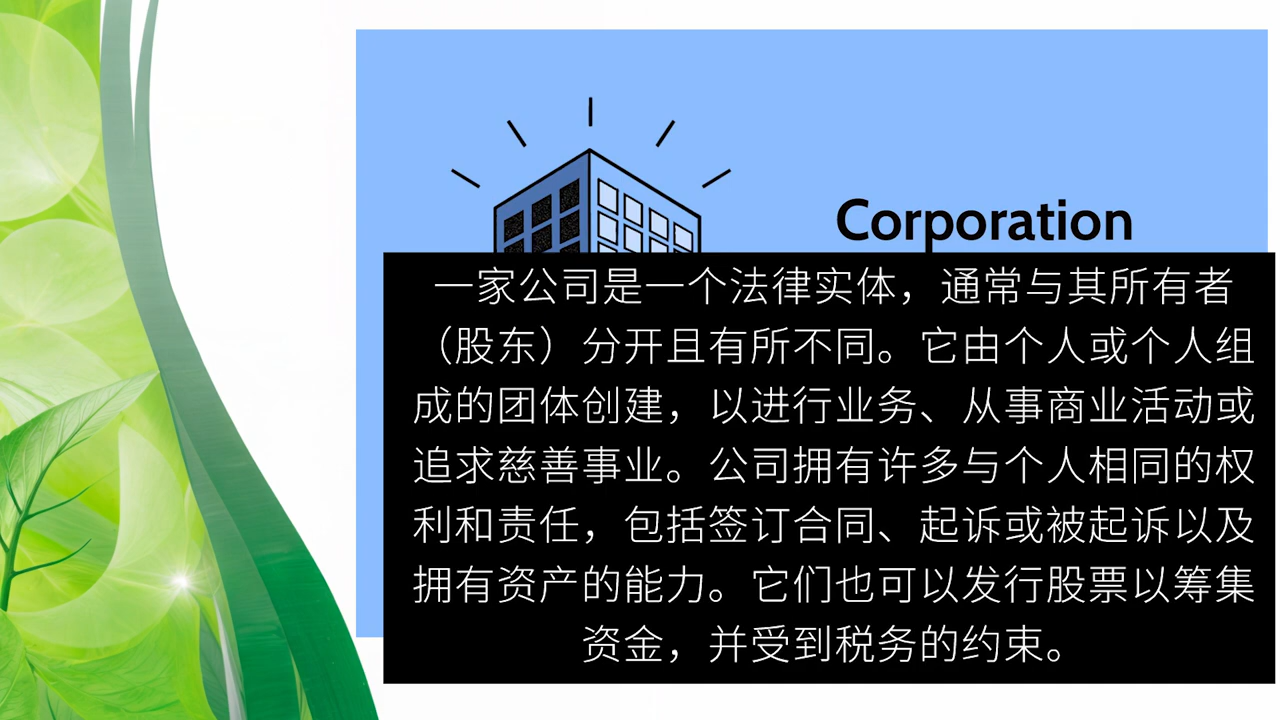 Corporation
一家公司是一个法律实体，通常与其所有者
（股东）分开且有所不同。它由个人或个人组
成的团体创建，以进行业务、从事商业活动或
追求慈善事业。公司拥有许多与个人相同的权
利和责任，包括签订合同、起诉或被起诉以及
拥有资产的能力。它们也可以发行股票以筹集
资金，并受到税务的约束。